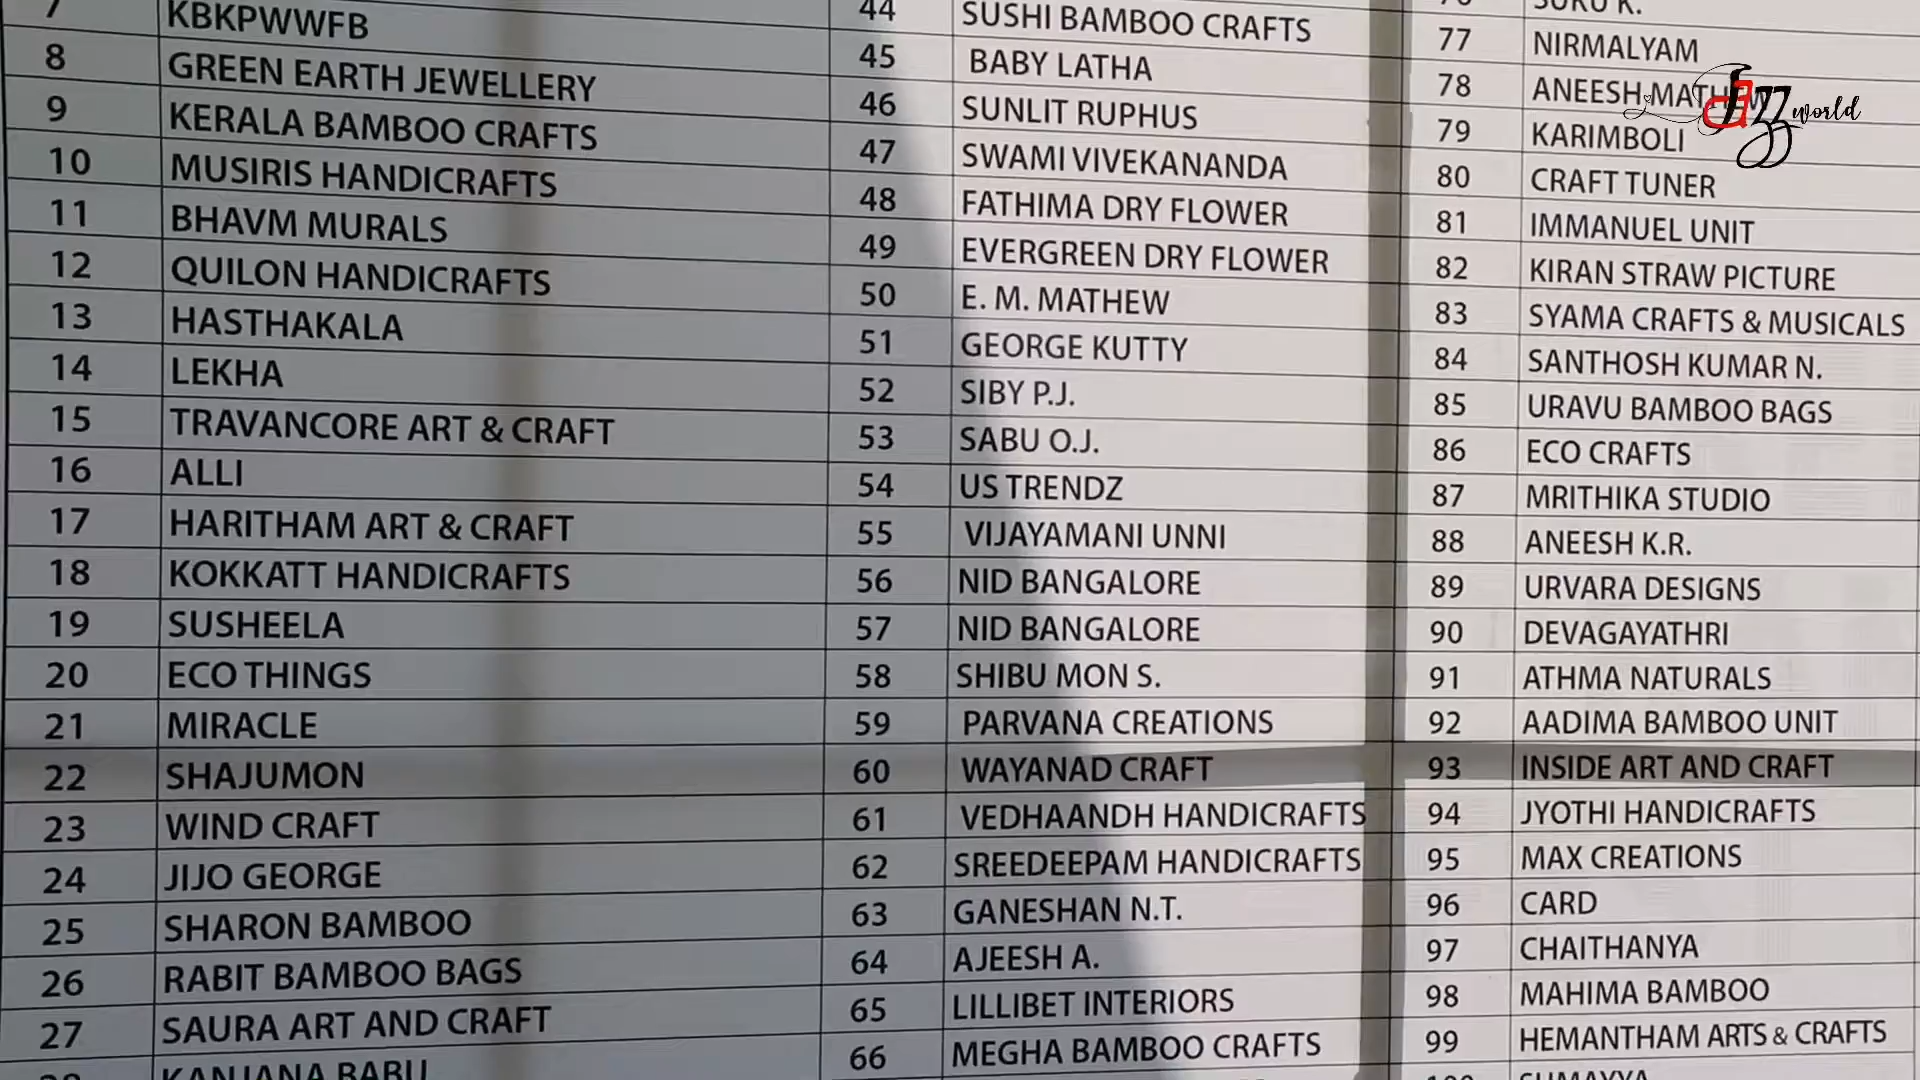 7 KBKPWWFB
8 GREEN EARTH JEWELLERY
9 KERALA BAMBOO CRAFTS
10 MUSIRIS HANDICRAFTS
11 BHAVM MURALS
12 QUILON HANDICRAFTS
13 HASTHAKALA
14 LEKHA
15 TRAVANCORE ART & CRAFT
16 ALLI
17 HARITHAM ART & CRAFT
18 KOKKATT HANDICRAFTS
19 SUSHEELA
20 ECO THINGS
21 MIRACLE
22 SHAJUMON
23 WIND CRAFT
24 JIJO GEORGE
25 SHARON BAMBOO
26 RABIT BAMBOO BAGS
27 SAURA ART AND CRAFT
28 KANJANA BABU
44 SUSHI BAMBOO CRAFTS
45 BABY LATHA
46 SUNLIT RUPHUS
47 SWAMI VIVEKANANDA
48 FATHIMA DRY FLOWER
49 EVERGREEN DRY FLOWER
50 E. M. MATHEW
51 GEORGE KUTTY
52 SIBY P.J.
53 SABU O.J.
54 US TRENDZ
55 VIJAYAMANI UNNI
56 NID BANGALORE
57 NID BANGALORE
58 SHIBU MON S.
59 PARVANA CREATIONS
60 WAYANAD CRAFT
61 VEDHAANDH HANDICRAFTS
62 SREEDEEPAM HANDICRAFTS
63 GANESHAN N.T.
64 AJEESH A.
65 LILLIBET INTERIORS
66 MEGHA BAMBOO CRAFTS
76 SURU K.
77 NIRMALYAM
78 ANEESH MATHEW
79 KARIMBOLI
80 CRAFT TUNER
81 IMMANUEL UNIT
82 KIRAN STRAW PICTURE
83 SYAMA CRAFTS & MUSICALS
84 SANTHOSH KUMAR N.
85 URAVU BAMBOO BAGS
86 ECO CRAFTS
87 MRITHIKA STUDIO
88 ANEESH K.R.
89 URVARA DESIGNS
90 DEVAGAYATHRI
91 ATHMA NATURALS
92 AADIMA BAMBOO UNIT
93 INSIDE ART AND CRAFT
94 JYOTHI HANDICRAFTS
95 MAX CREATIONS
96 CARD
97 CHAITHANYA
98 MAHIMA BAMBOO
99 HEMANTHAM ARTS & CRAFTS
100 SUMAYYA
world